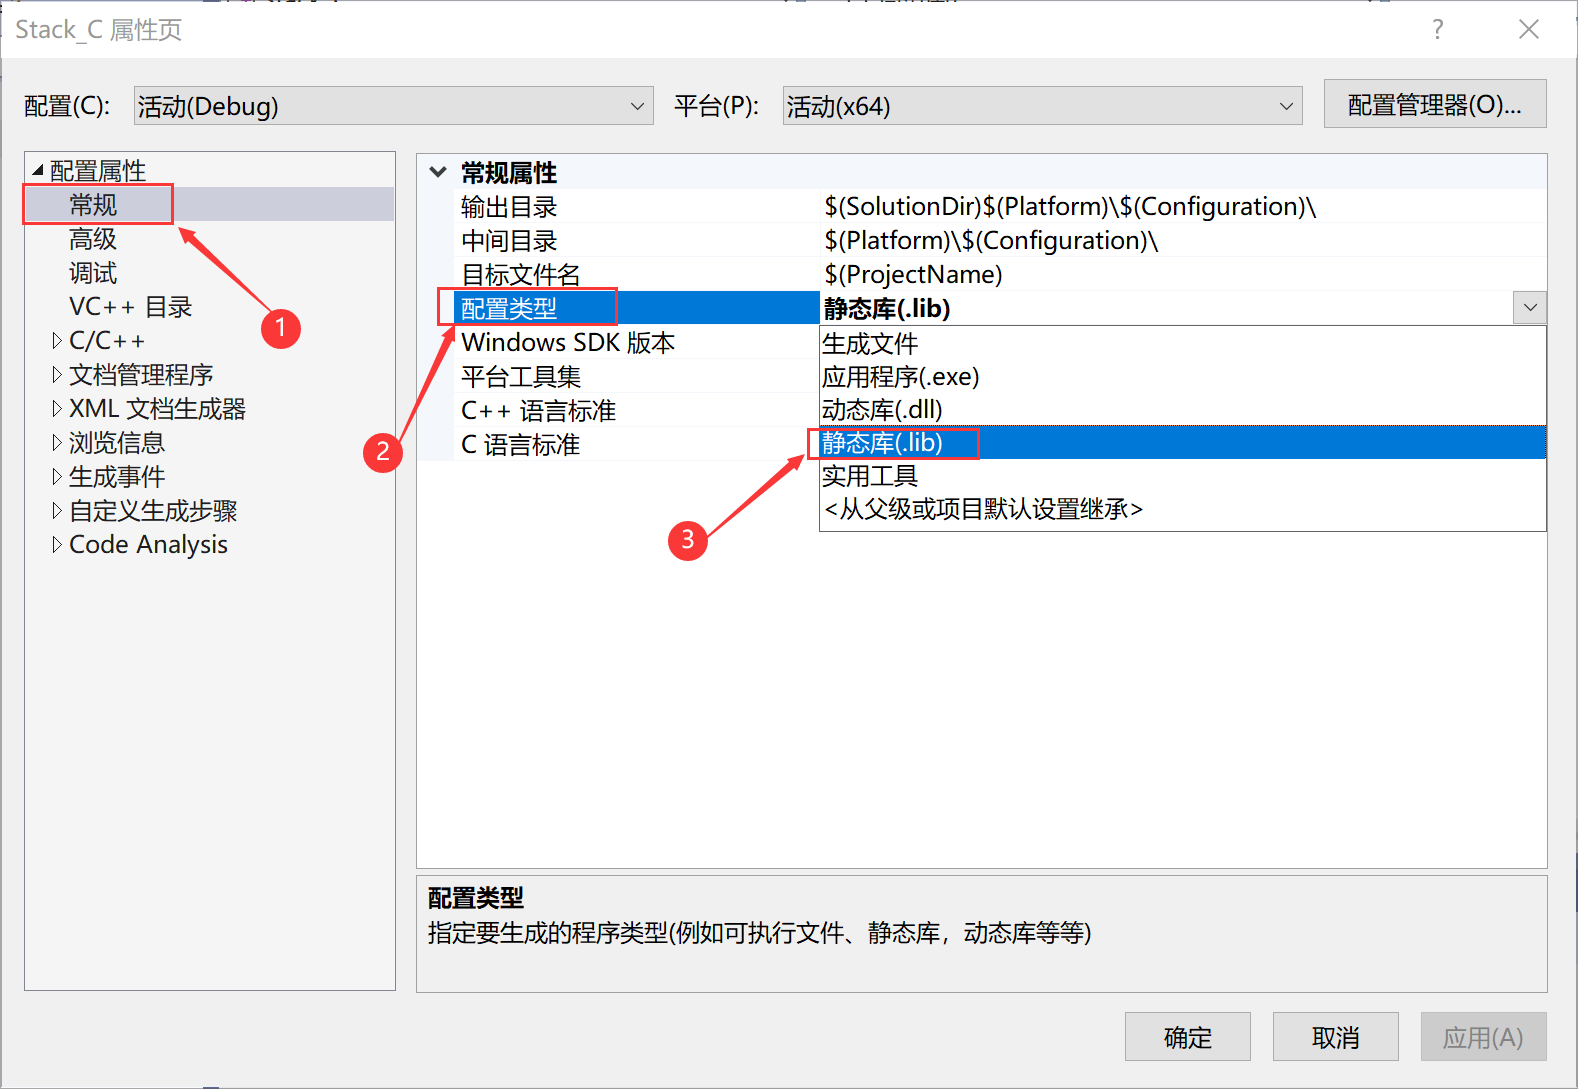 Stack_C 属性页
?
配置(C):
活动(Debug)
平台(P):
活动(x64)
配置管理器(O)...
配置属性
常规
高级
调试
VC++ 目录
C/C++
文档管理程序
XML 文档生成器
浏览信息
生成事件
自定义生成步骤
Code Analysis
1
2
3
常规属性
输出目录 $(SolutionDir)$(Platform)\$(Configuration)\
中间目录 $(Platform)\$(Configuration)\
目标文件名 $(ProjectName)
配置类型 静态库(.lib)
Windows SDK 版本
平台工具集
C++ 语言标准
C 语言标准
生成文件
应用程序(.exe)
动态库(.dll)
静态库(.lib)
实用工具
<从父级或项目默认设置继承>
配置类型
指定要生成的程序类型(例如可执行文件、静态库，动态库等等)
确定
取消
应用(A)